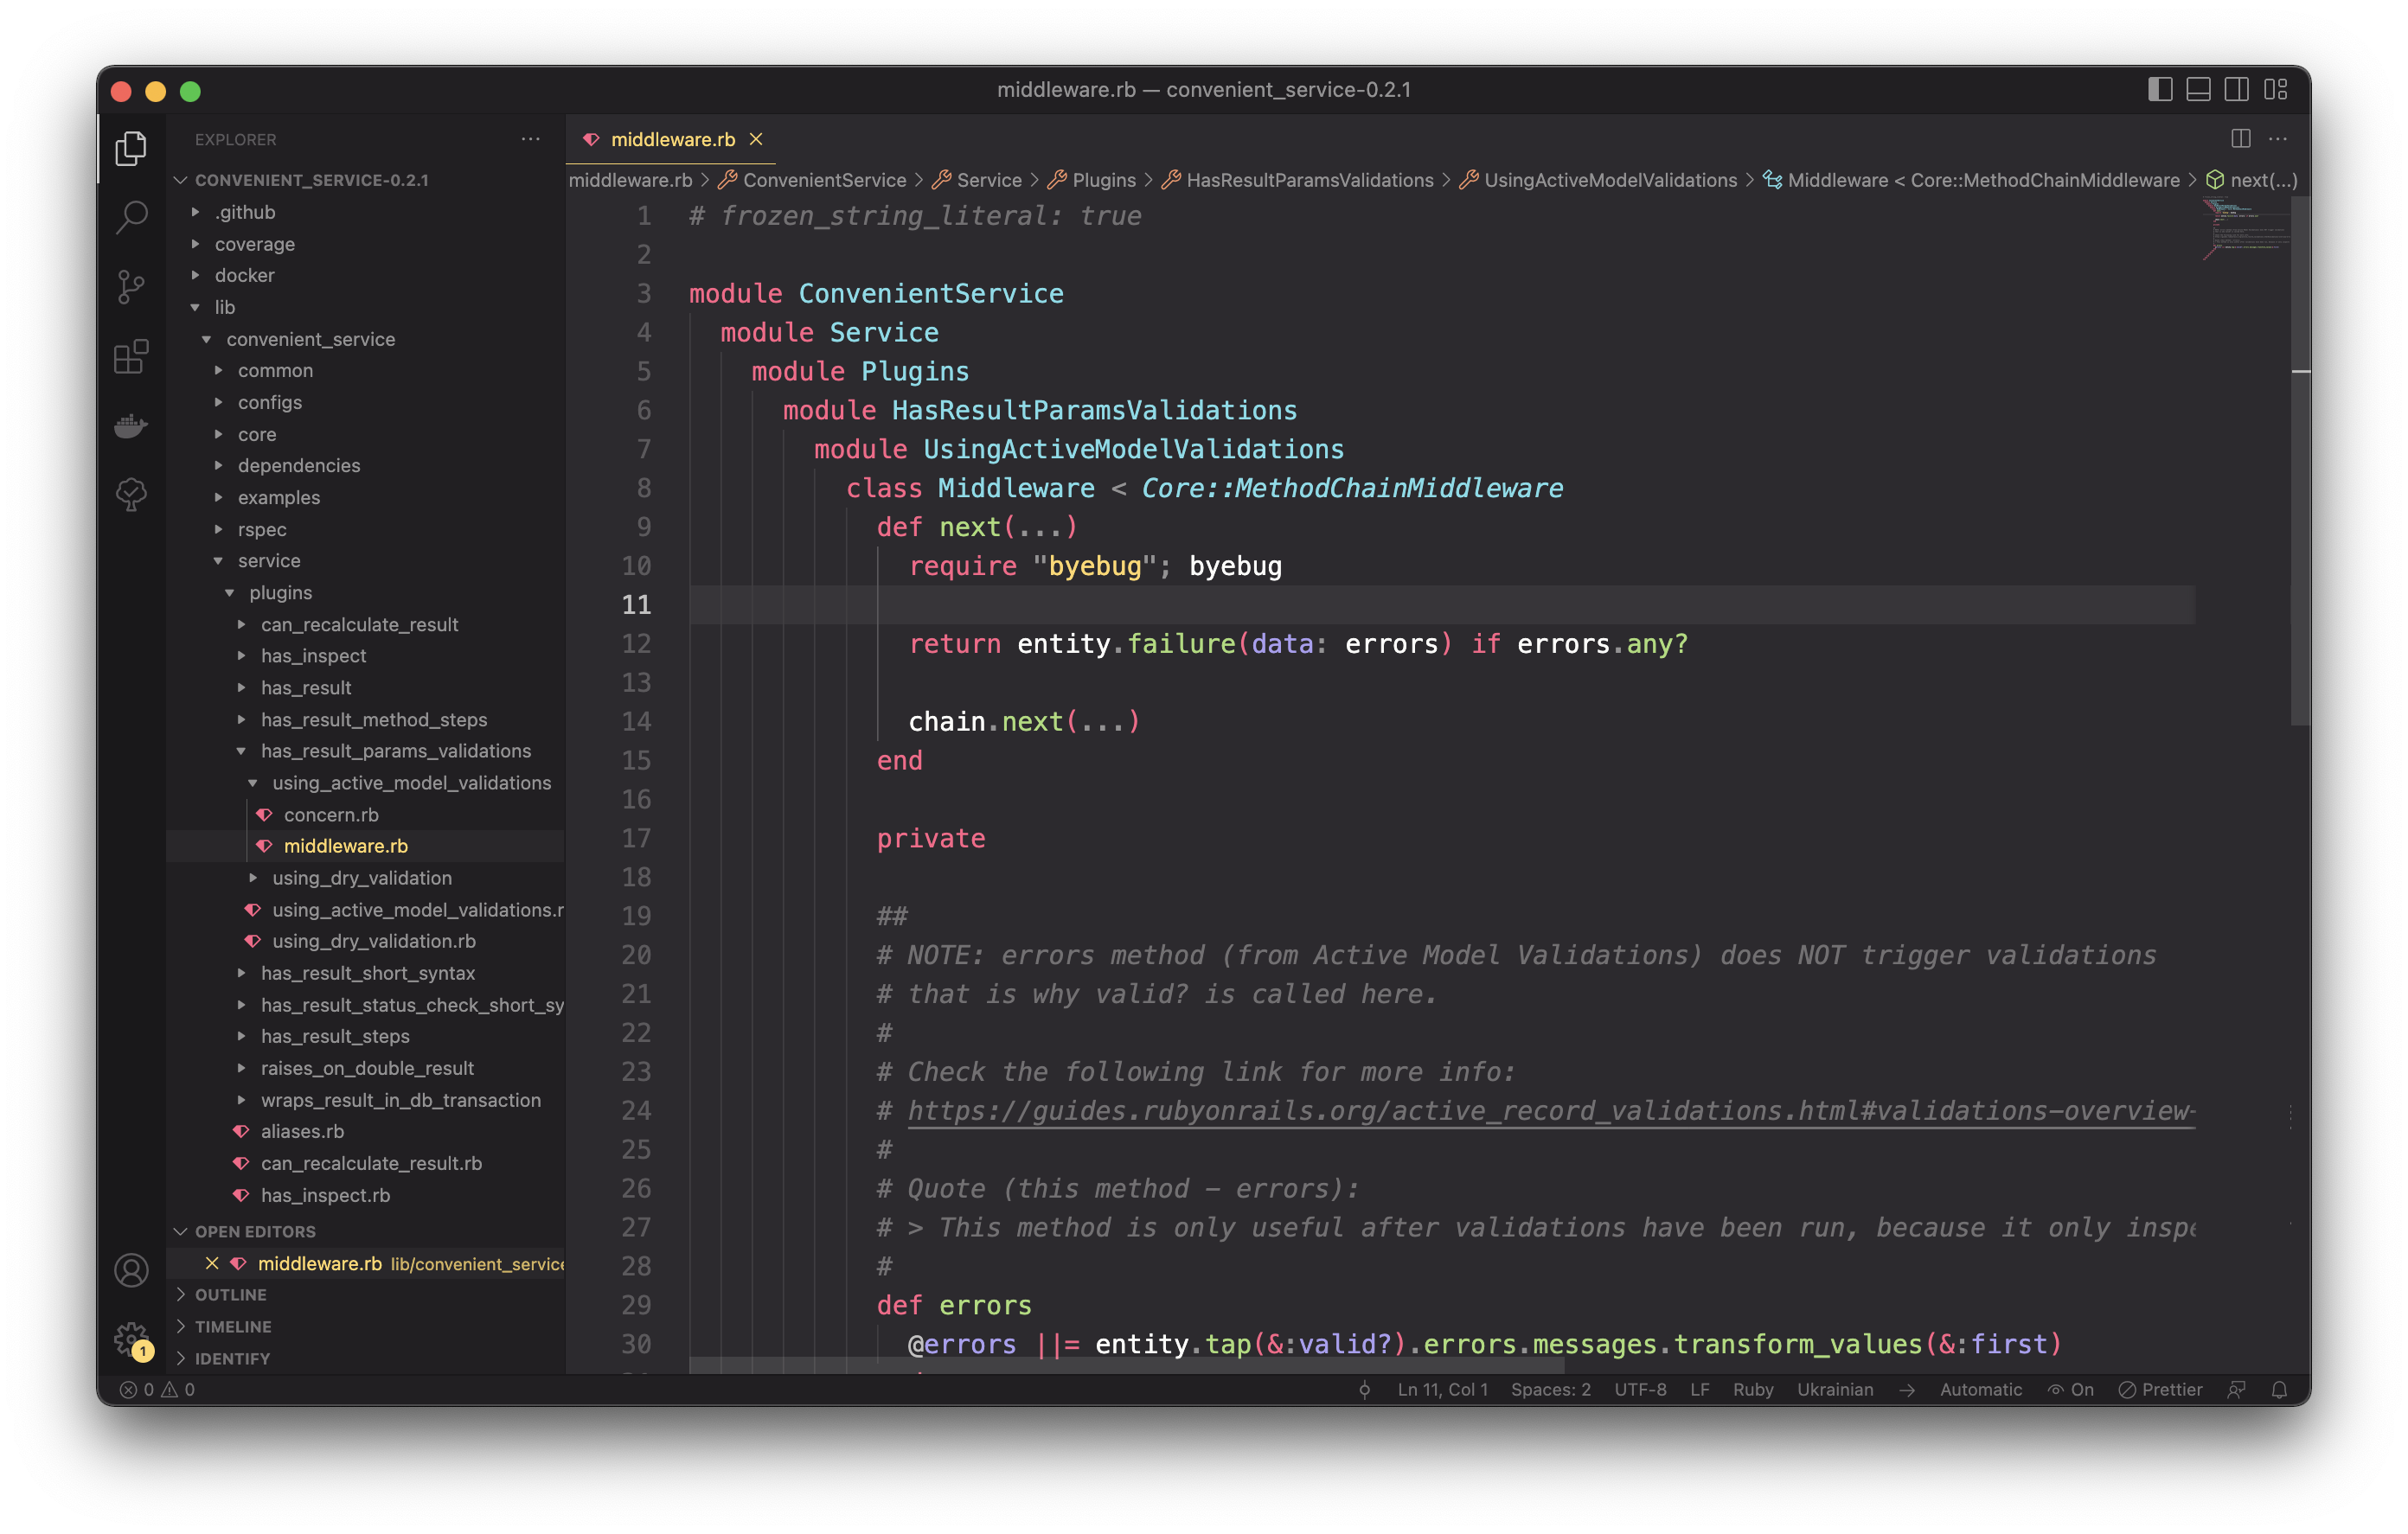 middleware.rb — convenient_service-0.2.1
EXPLORER
CONVENIENT_SERVICE-0.2.1
.github
coverage
docker
lib
convenient_service
common
configs
core
dependencies
examples
rspec
service
plugins
can_recalculate_result
has_inspect
has_result
has_result_method_steps
has_result_params_validations
using_active_model_validations
concern.rb
middleware.rb
using_dry_validation
using_active_model_validations.r
using_dry_validation.rb
has_result_short_syntax
has_result_status_check_short_sy
has_result_steps
raises_on_double_result
wraps_result_in_db_transaction
aliases.rb
can_recalculate_result.rb
has_inspect.rb
OPEN EDITORS
middleware.rb lib/convenient_service
OUTLINE
TIMELINE
IDENTIFY
1
middleware.rb
middleware.rb > ConvenientService > Service > Plugins > HasResultParamsValidations > UsingActiveModelValidations > Middleware < Core::MethodChainMiddleware > next(...)
1 # frozen_string_literal: true
2
3 module ConvenientService
4 module Service
5 module Plugins
6 module HasResultParamsValidations
7 module UsingActiveModelValidations
8 class Middleware < Core::MethodChainMiddleware
9 def next(...)
10 require "byebug"; byebug
11
12 return entity.failure(data: errors) if errors.any?
13
14 chain.next(...)
15 end
16
17 private
18
19 ##
20 # NOTE: errors method (from Active Model Validations) does NOT trigger validations
21 # that is why valid? is called here.
22 #
23 # Check the following link for more info:
24 # https://guides.rubyonrails.org/active_record_validations.html#validations-overview-
25 #
26 # Quote (this method – errors):
27 # > This method is only useful after validations have been run, because it only inspe
28 #
29 def errors
30 @errors ||= entity.tap(&:valid?).errors.messages.transform_values(&:first)
0 0
Ln 11, Col 1 Spaces: 2 UTF-8 LF Ruby Ukrainian → Automatic On Prettier